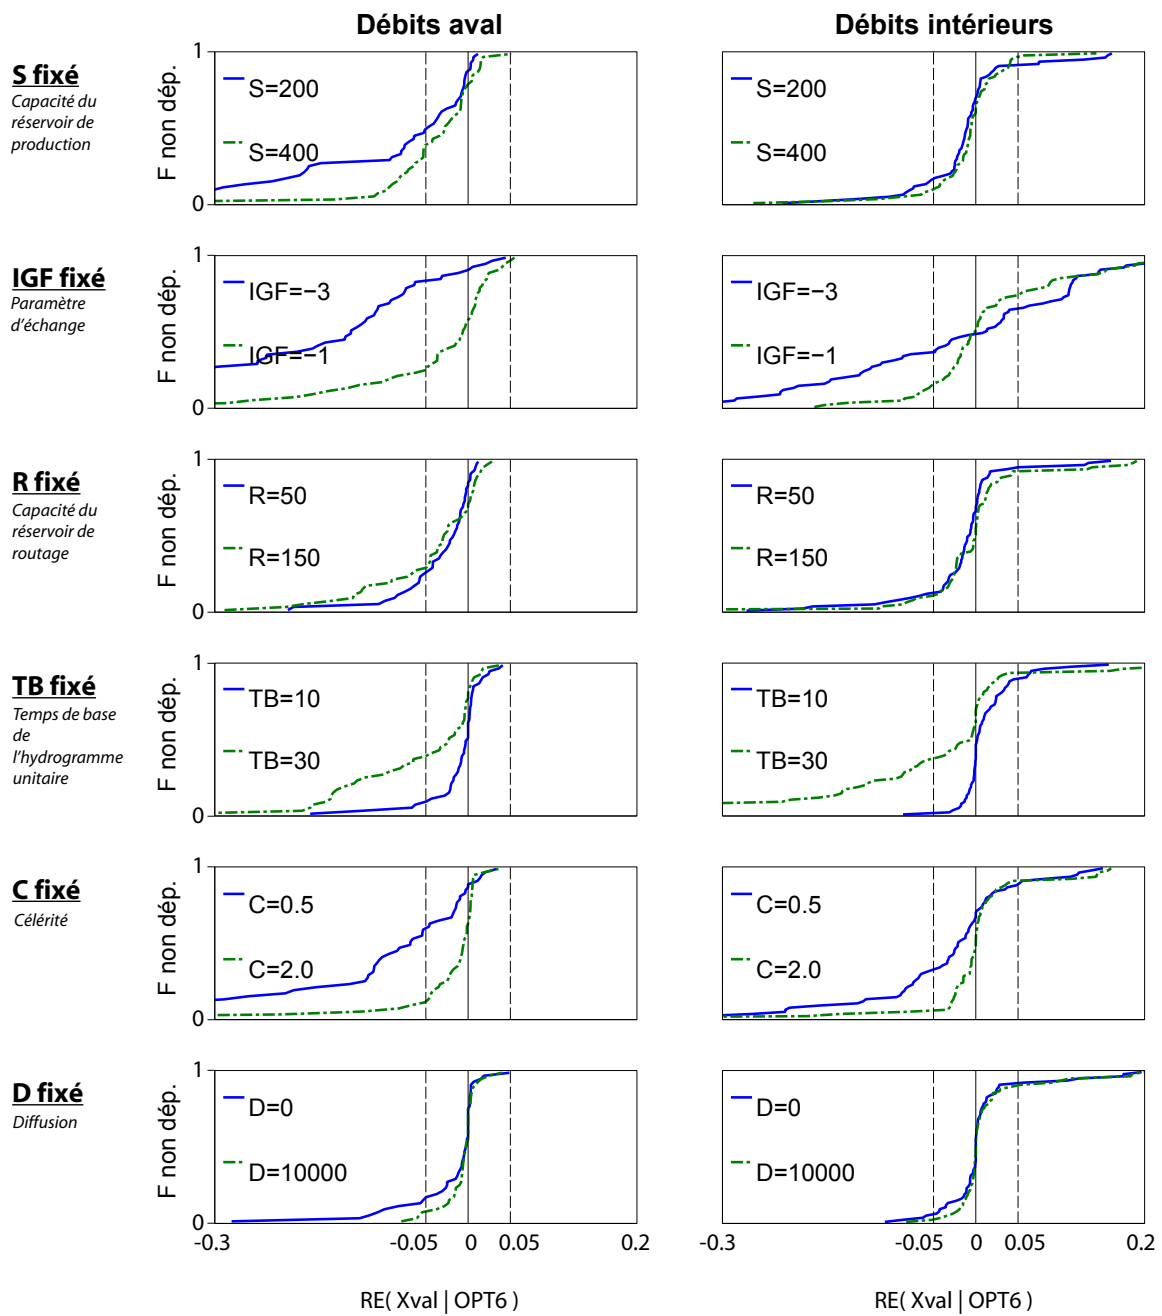 Débits aval
Débits intérieurs
S fixé
Capacité du
réservoir de
production
F non dép.
1
0
S=200
S=400
S=200
S=400
IGF fixé
Paramètre
d'échange
F non dép.
1
0
IGF=−3
IGF=−1
IGF=−3
IGF=−1
R fixé
Capacité du
réservoir de
routage
F non dép.
1
0
R=50
R=150
R=50
R=150
TB fixé
Temps de base
de
l'hydrogramme
unitaire
F non dép.
1
0
TB=10
TB=30
TB=10
TB=30
C fixé
Célérité
F non dép.
1
0
C=0.5
C=2.0
C=0.5
C=2.0
D fixé
Diffusion
F non dép.
1
0
D=0
D=10000
D=0
D=10000
-0.3 -0.05 0 0.05 0.2
-0.3 -0.05 0 0.05 0.2
RE( Xval | OPT6 )
RE( Xval | OPT6 )